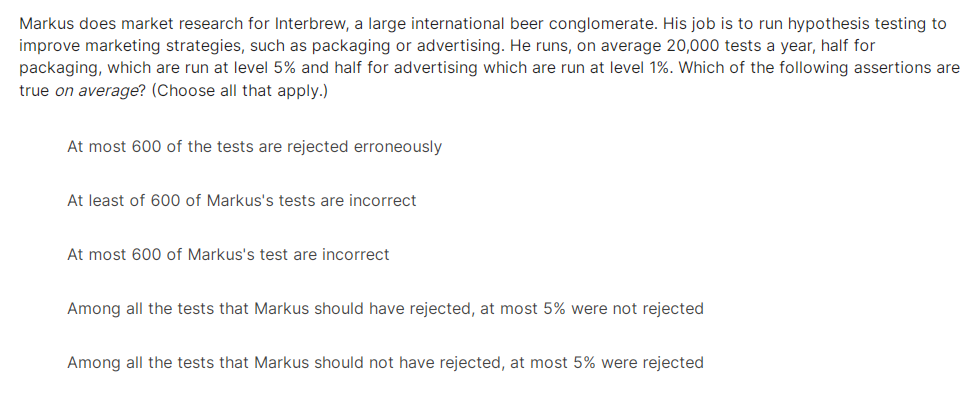 Markus does market research for Interbrew, a large international beer conglomerate. His job is to run hypothesis testing to
improve marketing strategies, such as packaging or advertising. He runs, on average 20,000 tests a year, half for
packaging, which are run at level 5% and half for advertising which are run at level 1%. Which of the following assertions are
true on average? (Choose all that apply.)
At most 600 of the tests are rejected erroneously
At least of 600 of Markus's tests are incorrect
At most 600 of Markus's test are incorrect
Among all the tests that Markus should have rejected, at most 5% were not rejected
Among all the tests that Markus should not have rejected, at most 5% were rejected